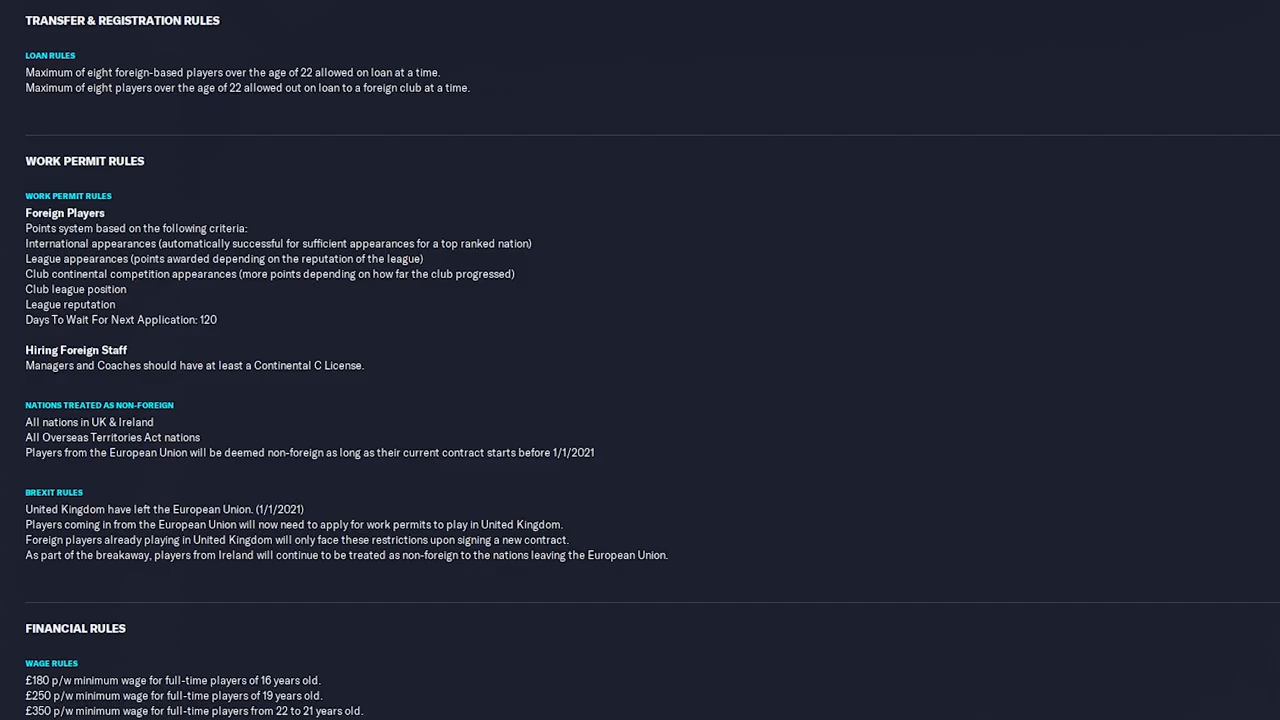 TRANSFER & REGISTRATION RULES
LOAN RULES
Maximum of eight foreign-based players over the age of 22 allowed on loan at a time.
Maximum of eight players over the age of 22 allowed out on loan to a foreign club at a time.
WORK PERMIT RULES
WORK PERMIT RULES
Foreign Players
Points system based on the following criteria:
International appearances (automatically successful for sufficient appearances for a top ranked nation)
League appearances (points awarded depending on the reputation of the league)
Club continental competition appearances (more points depending on how far the club progressed)
Club league position
League reputation
Days To Wait For Next Application: 120
Hiring Foreign Staff
Managers and Coaches should have at least a Continental C License.
NATIONS TREATED AS NON-FOREIGN
All nations in UK & Ireland
All Overseas Territories Act nations
Players from the European Union will be deemed non-foreign as long as their current contract starts before 1/1/2021
BREXIT RULES
United Kingdom have left the European Union. (1/1/2021)
Players coming in from the European Union will now need to apply for work permits to play in United Kingdom.
Foreign players already playing in United Kingdom will only face these restrictions upon signing a new contract.
As part of the breakaway, players from Ireland will continue to be treated as non-foreign to the nations leaving the European Union.
FINANCIAL RULES
WAGE RULES
£180 p/w minimum wage for full-time players of 16 years old.
£250 p/w minimum wage for full-time players of 19 years old.
£350 p/w minimum wage for full-time players from 22 to 21 years old.